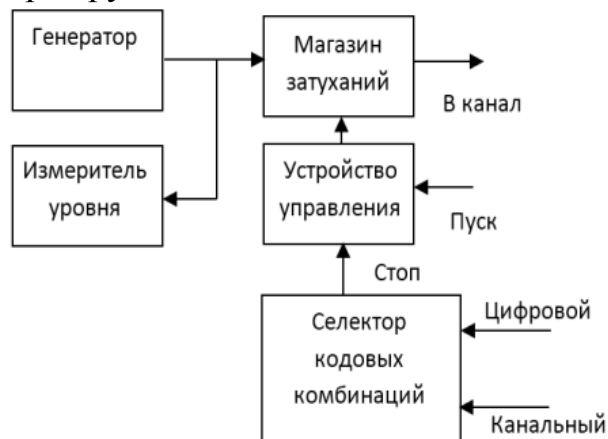 Генератор
Магазин
затуханий
В канал
Измеритель
уровня
Устройство
управления
Пуск
Стоп
Селектор
кодовых
комбинаций
Цифровой
Канальный